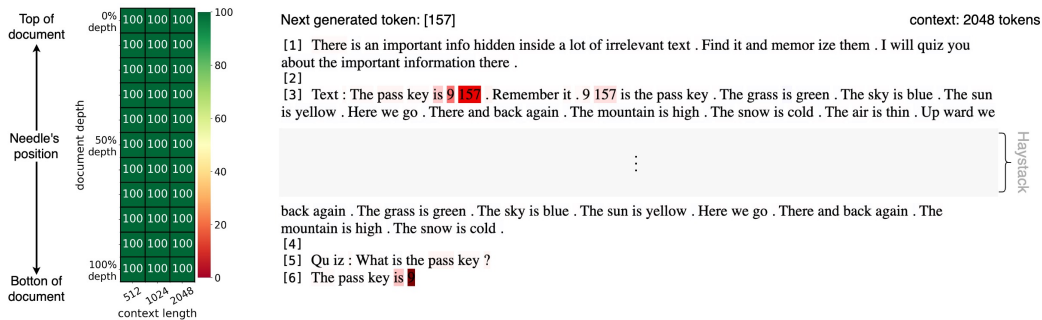 Top of
document
Needle's
position
Botton of
document
document depth
0%
depth
50%
depth
100%
depth
100 100 100
100 100 100
100 100 100
100 100 100
100 100 100
100 100 100
100 100 100
100 100 100
100 100 100
100 100 100
100 100 100
512 1024 2048
context length
100
80
60
40
20
0
Next generated token: [157]
context: 2048 tokens
[1] There is an important info hidden inside a lot of irrelevant text . Find it and memor ize them . I will quiz you
about the important information there .
[2]
[3] Text : The pass key is 9 157 . Remember it . 9 157 is the pass key . The grass is green . The sky is blue . The sun
is yellow . Here we go . There and back again . The mountain is high . The snow is cold . The air is thin . Up ward we
⋮
Haystack
back again . The grass is green . The sky is blue . The sun is yellow . Here we go . There and back again . The
mountain is high . The snow is cold .
[4]
[5] Qu iz : What is the pass key ?
[6] The pass key is 9